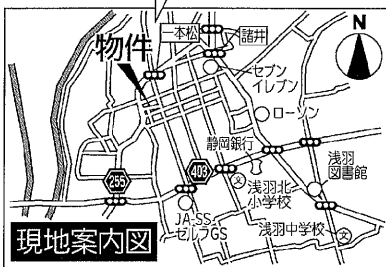 一本松
諸井
N
物件
セブン
イレブン
ローソン
静岡銀行
浅羽
図書館
255
403
文
浅羽北
小学校
JA-SS
セルフGS
浅羽中学校
文
現地案内図